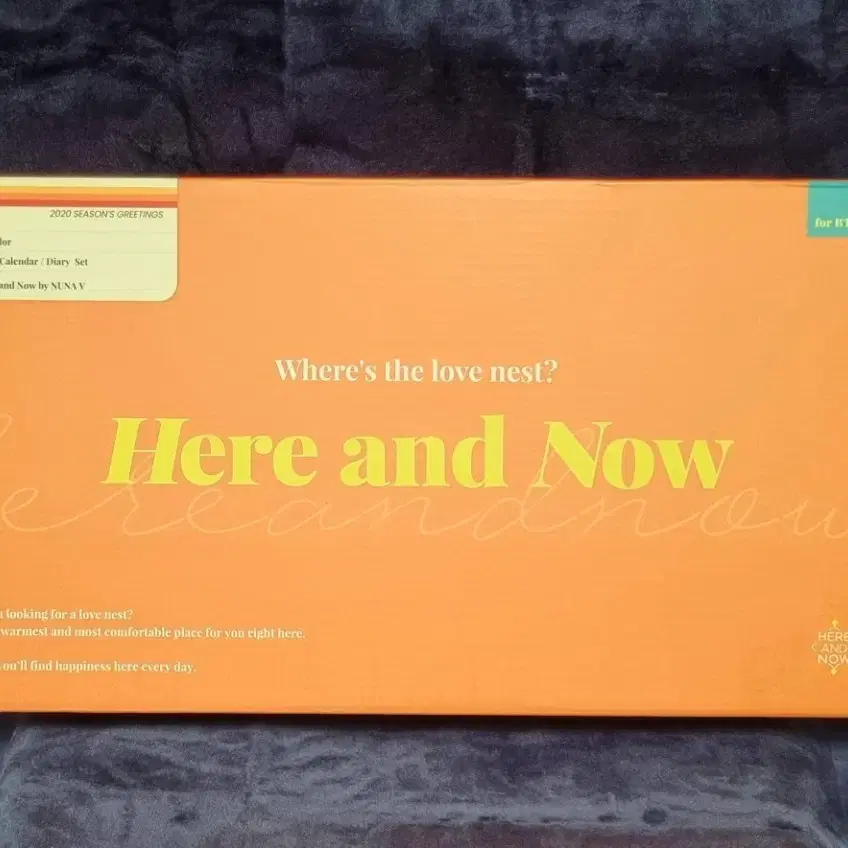 2020 SEASON'S GREETINGS
for BT
Calendar / Diary Set
and Now by NUNA V
Where's the love nest?
Here and Now
hereandnow
looking for a love nest?
warmest and most comfortable place for you right here.
you'll find happiness here every day.
HERE
AND
NOW